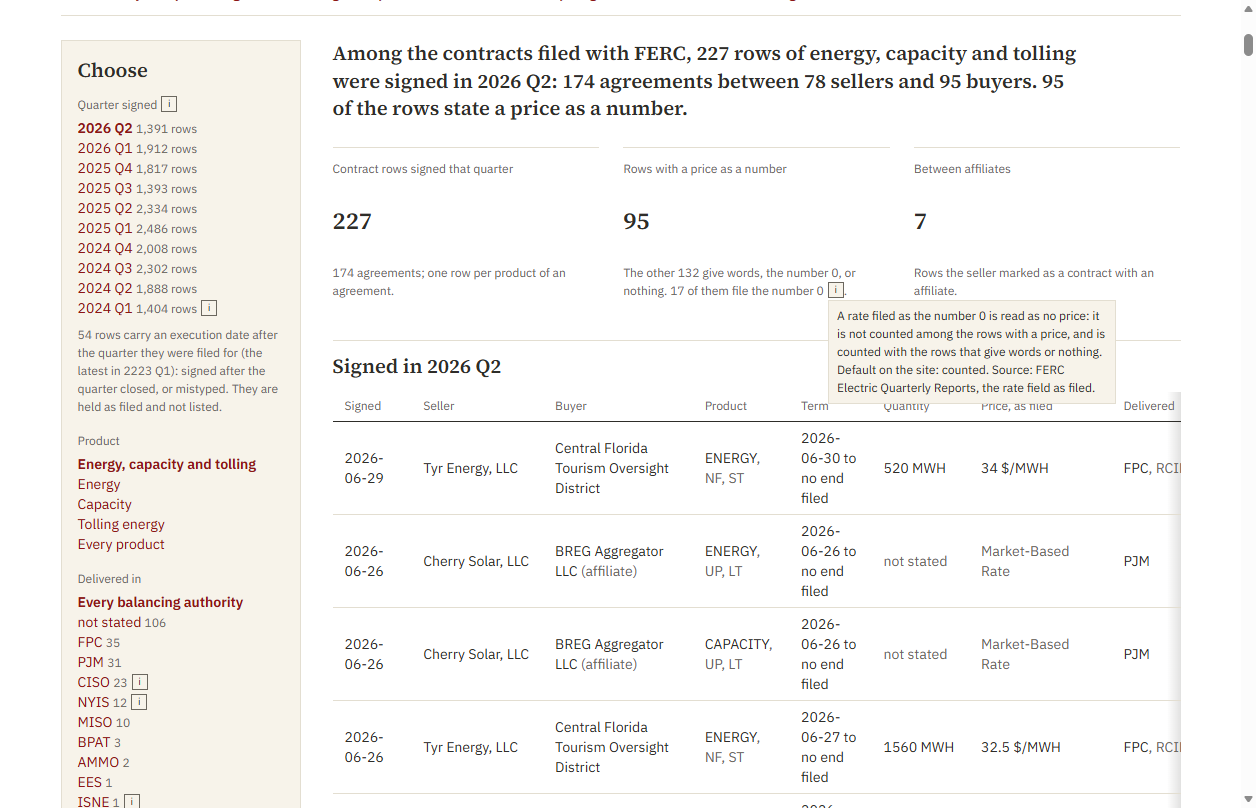 Choose
Quarter signed i
2026 Q2 1,391 rows
2026 Q1 1,912 rows
2025 Q4 1,817 rows
2025 Q3 1,393 rows
2025 Q2 2,334 rows
2025 Q1 2,486 rows
2024 Q4 2,008 rows
2024 Q3 2,302 rows
2024 Q2 1,888 rows
2024 Q1 1,404 rows i
54 rows carry an execution date after
the quarter they were filed for (the
latest in 2223 Q1): signed after the
quarter closed, or mistyped. They are
held as filed and not listed.
Product
Energy, capacity and tolling
Energy
Capacity
Tolling energy
Every product
Delivered in
Every balancing authority
not stated 106
FPC 35
PJM 31
CISO 23 i
NYIS 12 i
MISO 10
BPAT 3
AMMO 2
EES 1
ISNE 1 i
Among the contracts filed with FERC, 227 rows of energy, capacity and tolling
were signed in 2026 Q2: 174 agreements between 78 sellers and 95 buyers. 95
of the rows state a price as a number.
Contract rows signed that quarter
227
174 agreements; one row per product of an
agreement.
Rows with a price as a number
95
The other 132 give words, the number 0, or
nothing. 17 of them file the number 0 i .
Between affiliates
7
Rows the seller marked as a contract with an
affiliate.
A rate filed as the number 0 is read as no price: it
is not counted among the rows with a price, and is
counted with the rows that give words or nothing.
Default on the site: counted. Source: FERC
Electric Quarterly Reports, the rate field as filed.
Signed in 2026 Q2
Signed Seller Buyer Product Term Quantity Price, as filed Delivered
2026-
06-29
Tyr Energy, LLC
Central Florida
Tourism Oversight
District
ENERGY,
NF, ST
2026-
06-30 to
no end
filed
520 MWH
34 $/MWH
FPC,
2026-
06-26
Cherry Solar, LLC
BREG Aggregator
LLC (affiliate)
ENERGY,
UP, LT
2026-
06-26 to
no end
filed
not stated
Market-Based
Rate
PJM
2026-
06-26
Cherry Solar, LLC
BREG Aggregator
LLC (affiliate)
CAPACITY,
UP, LT
2026-
06-26 to
no end
filed
not stated
Market-Based
Rate
PJM
2026-
06-26
Tyr Energy, LLC
Central Florida
Tourism Oversight
District
ENERGY,
NF, ST
2026-
06-27 to
no end
filed
1560 MWH
32.5 $/MWH
FPC,